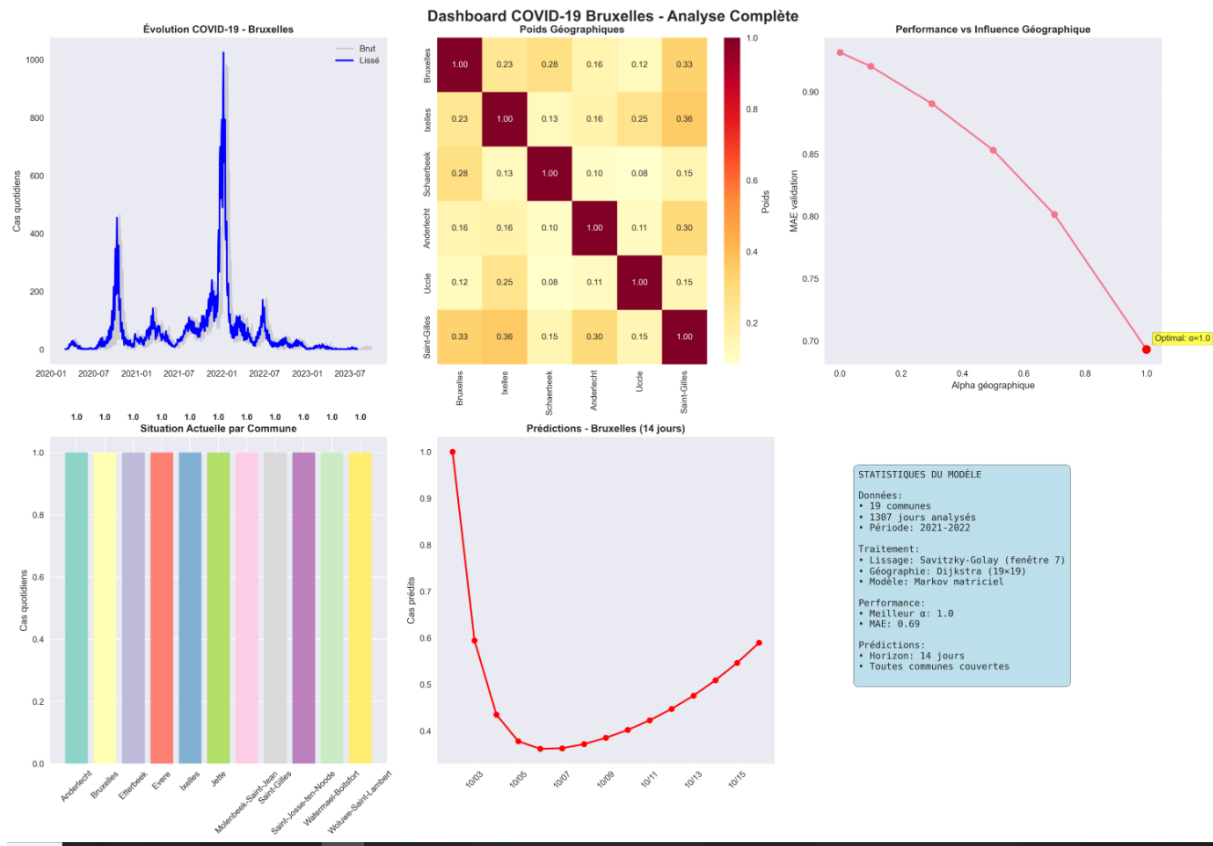 Dashboard COVID-19 Bruxelles - Analyse Complète
Évolution COVID-19 - Bruxelles
Brut
Lissé
Cas quotidiens
1000
800
600
400
200
0
2020-01 2020-07 2021-01 2021-07 2022-01 2022-07 2023-01 2023-07
Poids Géographiques
Bruxelles 1.00 0.23 0.28 0.16 0.12 0.33
Ixelles 0.23 1.00 0.13 0.16 0.25 0.36
Schaerbeek 0.28 0.13 1.00 0.10 0.08 0.15
Anderlecht 0.16 0.16 0.10 1.00 0.11 0.30
Uccle 0.12 0.25 0.08 0.11 1.00 0.15
Saint-Gilles 0.33 0.36 0.15 0.30 0.15 1.00
Bruxelles Ixelles Schaerbeek Anderlecht Uccle Saint-Gilles
1.0
0.8
0.6
0.4
0.2
Poids
Performance vs Influence Géographique
MAE validation
0.90
0.85
0.80
0.75
0.70
Optimal: α=1.0
0.0 0.2 0.4 0.6 0.8 1.0
Alpha géographique
1.0 1.0 1.0 1.0 1.0 1.0 1.0 1.0 1.0 1.0 1.0
Situation Actuelle par Commune
Cas quotidiens
1.0
0.8
0.6
0.4
0.2
0.0
Anderlecht
Bruxelles
Etterbeek
Evere
Ixelles
Jette
Molenbeek-Saint-Jean
Saint-Gilles
Saint-Josse-ten-Noode
Watermael-Boitsfort
Woluwe-Saint-Lambert
Prédictions - Bruxelles (14 jours)
Cas prédits
1.0
0.9
0.8
0.7
0.6
0.5
0.4
10/03 10/05 10/07 10/09 10/11 10/13 10/15
STATISTIQUES DU MODÈLE
Données:
• 19 communes
• 1307 jours analysés
• Période: 2021-2022
Traitement:
• Lissage: Savitzky-Golay (fenêtre 7)
• Géographie: Dijkstra (19×19)
• Modèle: Markov matriciel
Performance:
• Meilleur α: 1.0
• MAE: 0.69
Prédictions:
• Horizon: 14 jours
• Toutes communes couvertes